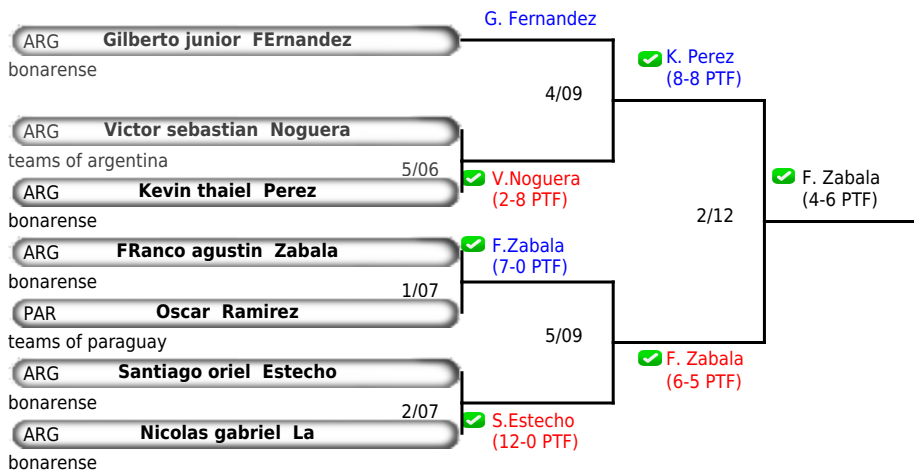 G. Fernandez
ARG Gilberto junior FErnandez
bonarense
K. Perez
(8-8 PTF)
4/09
ARG Victor sebastian Noguera
teams of argentina
5/06
V.Noguera
(2-8 PTF)
ARG Kevin thaiel Perez
bonarense
F. Zabala
(4-6 PTF)
2/12
ARG FRanco agustin Zabala
bonarense
F.Zabala
(7-0 PTF)
1/07
PAR Oscar Ramirez
teams of paraguay
5/09
F. Zabala
(6-5 PTF)
ARG Santiago oriel Estecho
bonarense
2/07
S.Estecho
(12-0 PTF)
ARG Nicolas gabriel La
bonarense